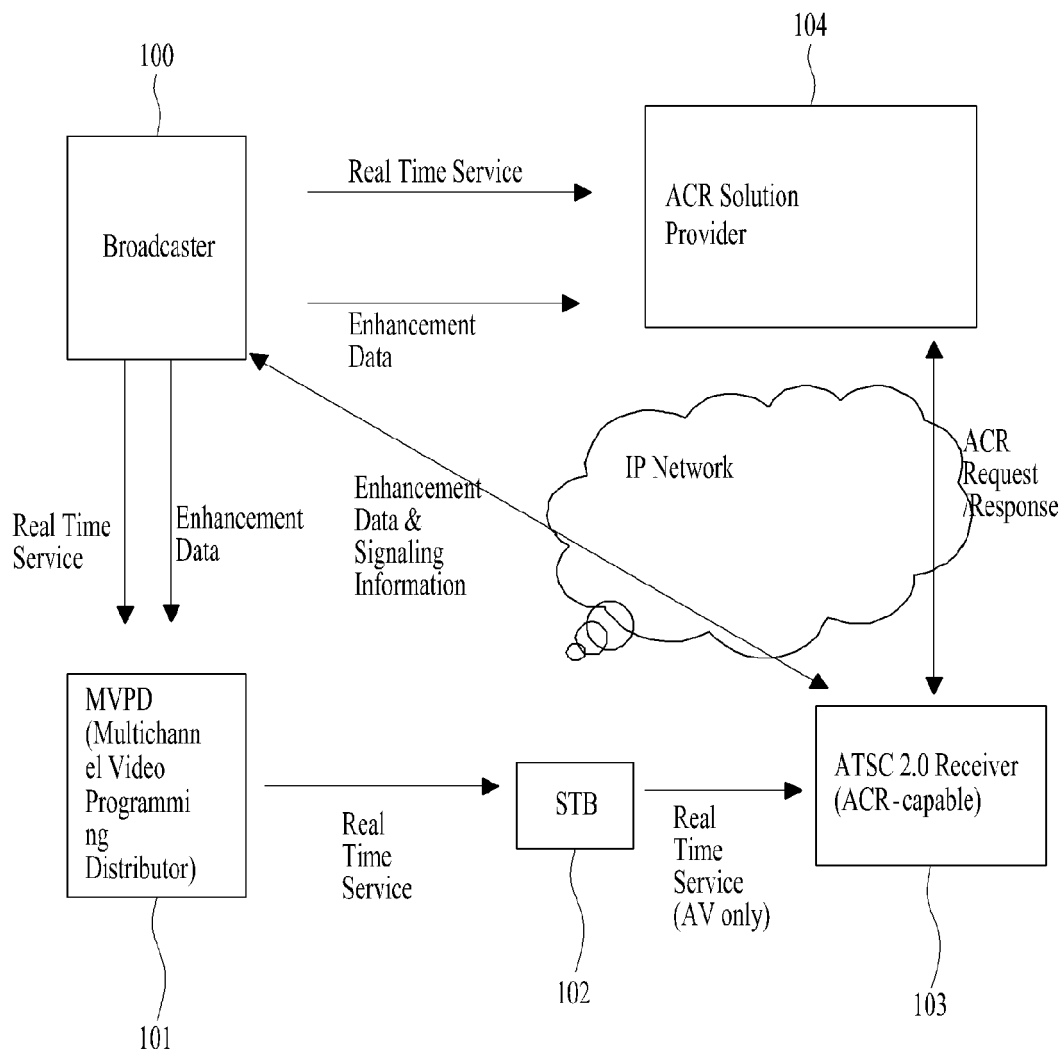 100
104
Real Time Service
ACR Solution
Provider
Broadcaster
Enhancement
Data
IP Network
ACR
Request
/Response
Enhancement
Data &
Signaling
Information
Real Time
Service
Enhancement
Data
MVPD
(Multichann
el Video
Programmi
ng
Distributor)
Real
Time
Service
STB
Real
Time
Service
(AV only)
ATSC 2.0 Receiver
(ACR-capable)
101
102
103